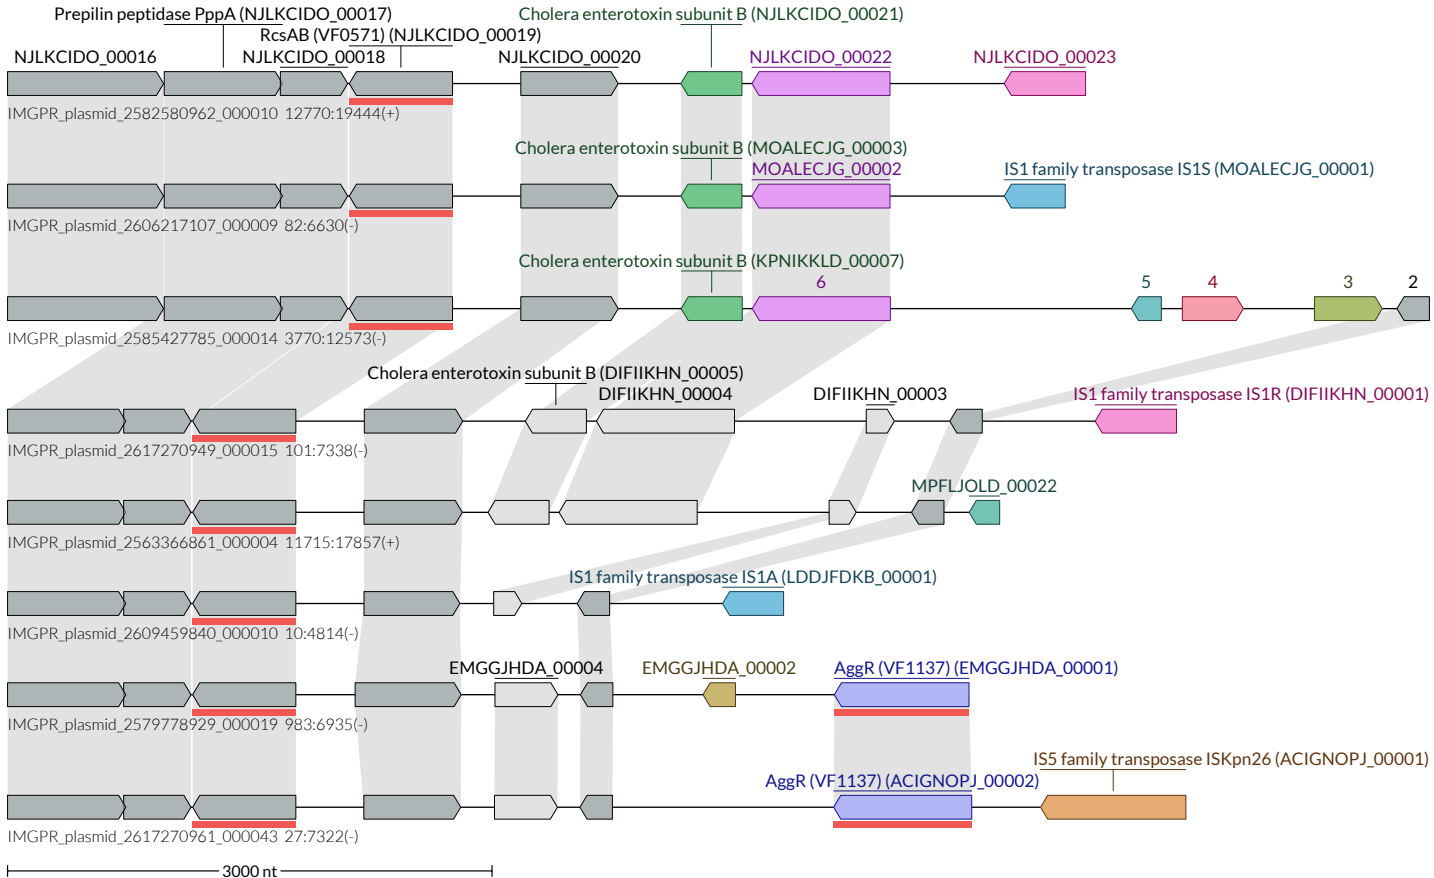 Prepilin peptidase PppA (NJLKCIDO_00017)
Cholera enterotoxin subunit B (NJLKCIDO_00021)
RcsAB (VF0571) (NJLKCIDO_00019)
NJLKCIDO_00016
NJLKCIDO_00018
NJLKCIDO_00020
NJLKCIDO_00022
NJLKCIDO_00023
IMGPR_plasmid_2582580962_000010 12770:19444(+)
Cholera enterotoxin subunit B (MOALECJG_00003)
MOALECJG_00002
IS1 family transposase IS1S (MOALECJG_00001)
IMGPR_plasmid_2606217107_000009 82:6630(-)
Cholera enterotoxin subunit B (KPNIKKLD_00007)
6
5
4
3
2
IMGPR_plasmid_2585427785_000014 3770:12573(-)
Cholera enterotoxin subunit B (DIFIIKHN_00005)
DIFIIKHN_00004
DIFIIKHN_00003
IS1 family transposase IS1R (DIFIIKHN_00001)
IMGPR_plasmid_2617270949_000015 101:7338(-)
MPFLJOLD_00022
IMGPR_plasmid_2563366861_000004 11715:17857(+)
IS1 family transposase IS1A (LDDJFDKB_00001)
IMGPR_plasmid_2609459840_000010 10:4814(-)
EMGGJHDA_00004
EMGGJHDA_00002
AggR (VF1137) (EMGGJHDA_00001)
IMGPR_plasmid_2579778929_000019 983:6935(-)
IS5 family transposase ISKpn26 (ACIGNOPJ_00001)
AggR (VF1137) (ACIGNOPJ_00002)
IMGPR_plasmid_2617270961_000043 27:7322(-)
3000 nt